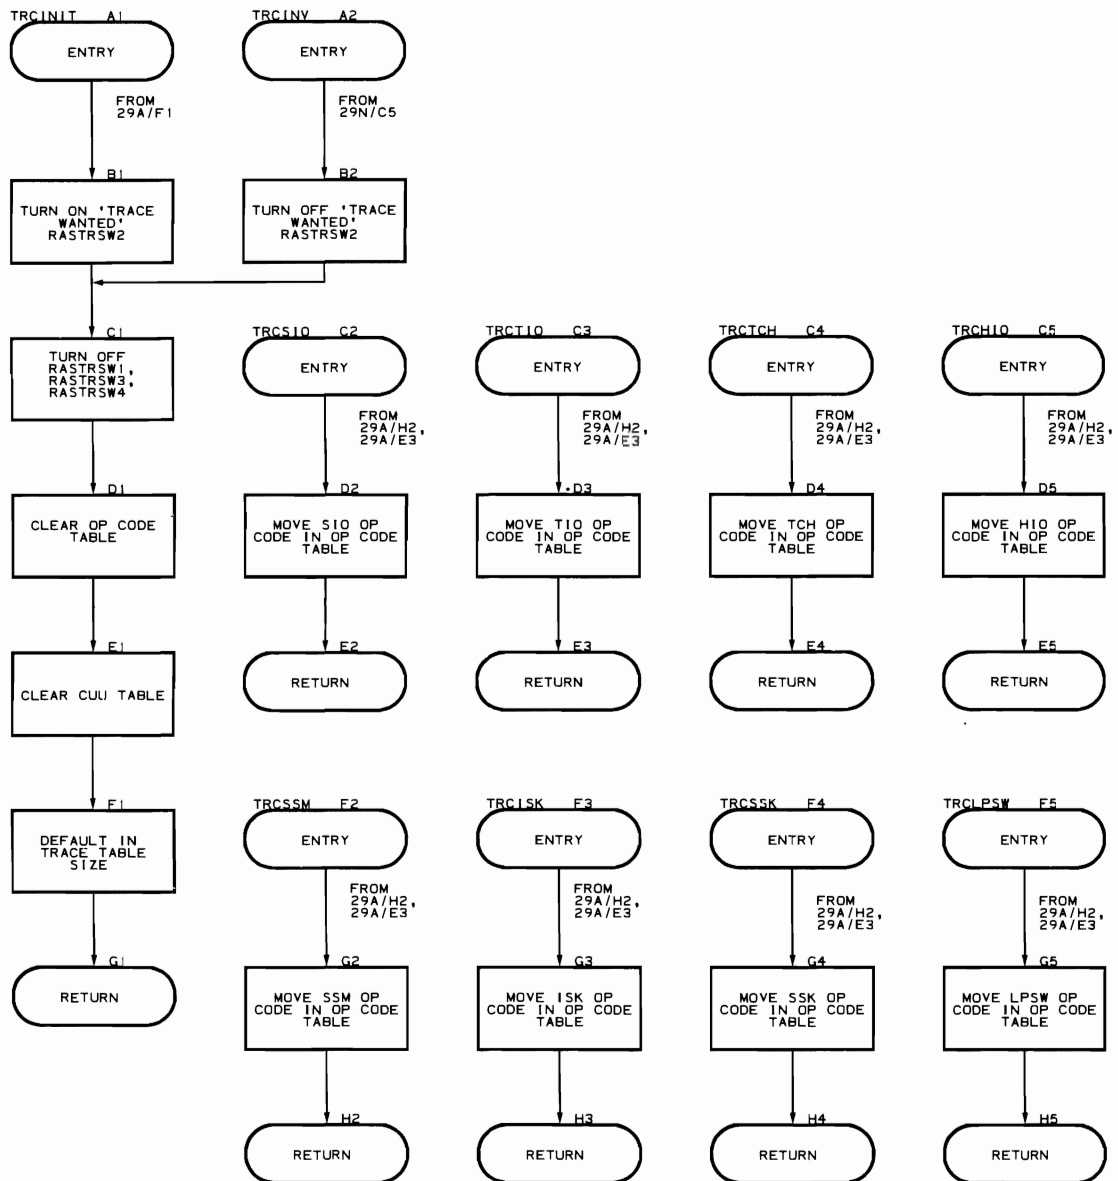 TRCINIT A1
ENTRY
FROM
29A/F1
TRCINV A2
ENTRY
FROM
29N/C5
B1
TURN ON 'TRACE
WANTED'
RASTRSW2
B2
TURN OFF 'TRACE
WANTED'
RASTRSW2
C1
TURN OFF
RASTRSW1,
RASTRSW3,
RASTRSW4,
TRCSIO C2
ENTRY
FROM
29A/H2,
29A/E3
TRCTIO C3
ENTRY
FROM
29A/H2,
29A/E3
TRCTCH C4
ENTRY
FROM
29A/H2,
29A/E3
TRCHIO C5
ENTRY
FROM
29A/H2,
29A/E3
D1
CLEAR OP CODE
TABLE
D2
MOVE SIO OP
CODE IN OP CODE
TABLE
D3
MOVE TIO OP
CODE IN OP CODE
TABLE
D4
MOVE TCH OP
CODE IN OP CODE
TABLE
D5
MOVE HIO OP
CODE IN OP CODE
TABLE
E1
CLEAR CUU TABLE
E2
RETURN
E3
RETURN
E4
RETURN
E5
RETURN
F1
DEFAULT IN
TRACE TABLE
SIZE
TRCSSM F2
ENTRY
FROM
29A/H2,
29A/E3
TRCISK F3
ENTRY
FROM
29A/H2,
29A/E3
TRCSSK F4
ENTRY
FROM
29A/H2,
29A/E3
TRCLPSW F5
ENTRY
FROM
29A/H2,
29A/E3
G1
RETURN
G2
MOVE SSM OP
CODE IN OP CODE
TABLE
G3
MOVE ISK OP
CODE IN OP CODE
TABLE
G4
MOVE SSK OP
CODE IN OP CODE
TABLE
G5
MOVE LPSW OP
CODE IN OP CODE
TABLE
H2
RETURN
H3
RETURN
H4
RETURN
H5
RETURN